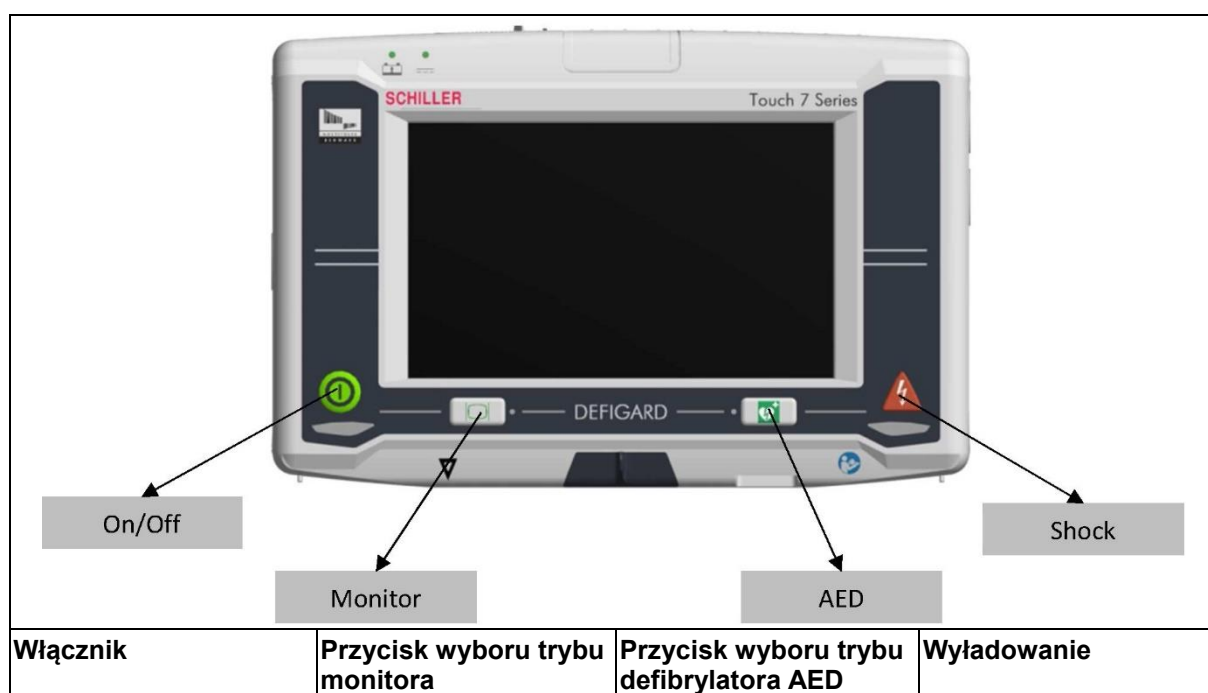 SCHILLER
Touch 7 Series
DEFIGARD
On/Off
Shock
Monitor
AED
Włącznik
Przycisk wyboru trybu
monitora
Przycisk wyboru trybu
defibrylatora AED
Wyładowanie